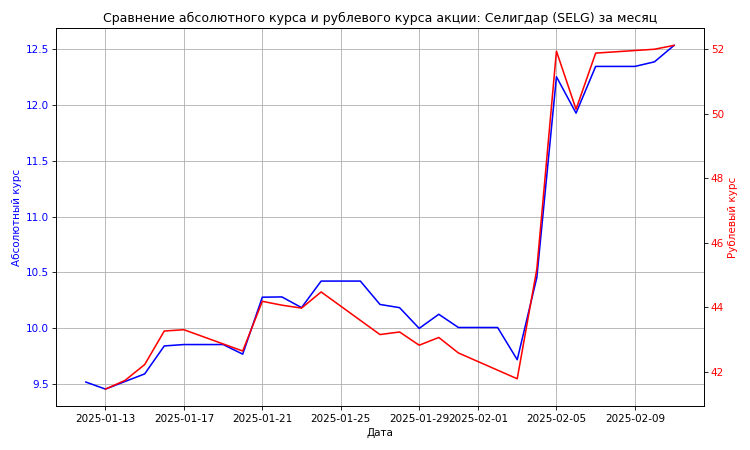 Сравнение абсолютного курса и рублевого курса акции: Селигдар (SELG) за месяц
12.5
12.0
11.5
11.0
10.5
10.0
9.5
Абсолютный курс
52
50
48
46
44
42
Рублевый курс
2025-01-13 2025-01-17 2025-01-21 2025-01-25 2025-01-29 2025-02-01 2025-02-05 2025-02-09
Дата